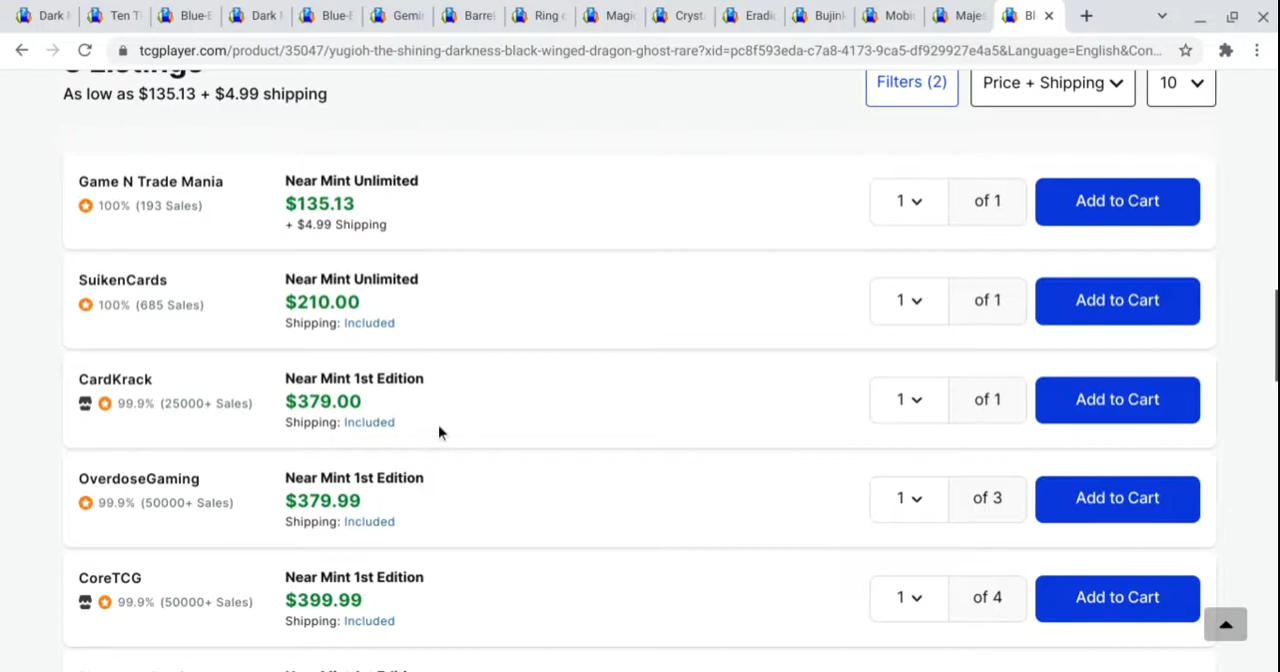 Dark
Ten Ti
Blue-E
Dark
Blue-E
Gemi
Barre
Ring
Magic
Cryst
Eradi
Bujin
Mobi
Majes
Bl
tcgplayer.com/product/35047/yugioh-the-shining-darkness-black-winged-dragon-ghost-rare?xid=pc8f593eda-c7a8-4173-9ca5-df929927e4a5&Language=English&Con...
Listings
As low as $135.13 + $4.99 shipping
Filters (2)
Price + Shipping
10
Game N Trade Mania
100% (193 Sales)
Near Mint Unlimited
$135.13
+ $4.99 Shipping
1
of 1
Add to Cart
SuikenCards
100% (685 Sales)
Near Mint Unlimited
$210.00
Shipping: Included
1
of 1
Add to Cart
CardKrack
99.9% (25000+ Sales)
Near Mint 1st Edition
$379.00
Shipping: Included
1
of 1
Add to Cart
OverdoseGaming
99.9% (50000+ Sales)
Near Mint 1st Edition
$379.99
Shipping: Included
1
of 3
Add to Cart
CoreTCG
99.9% (50000+ Sales)
Near Mint 1st Edition
$399.99
Shipping: Included
1
of 4
Add to Cart